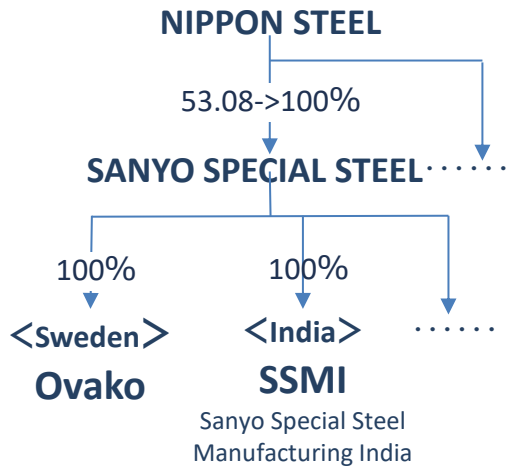 NIPPON STEEL
53.08->100%
SANYO SPECIAL STEEL･･････
100%
100%
＜Sweden＞
＜India＞
･･････
Ovako
SSMI
Sanyo Special Steel
Manufacturing India